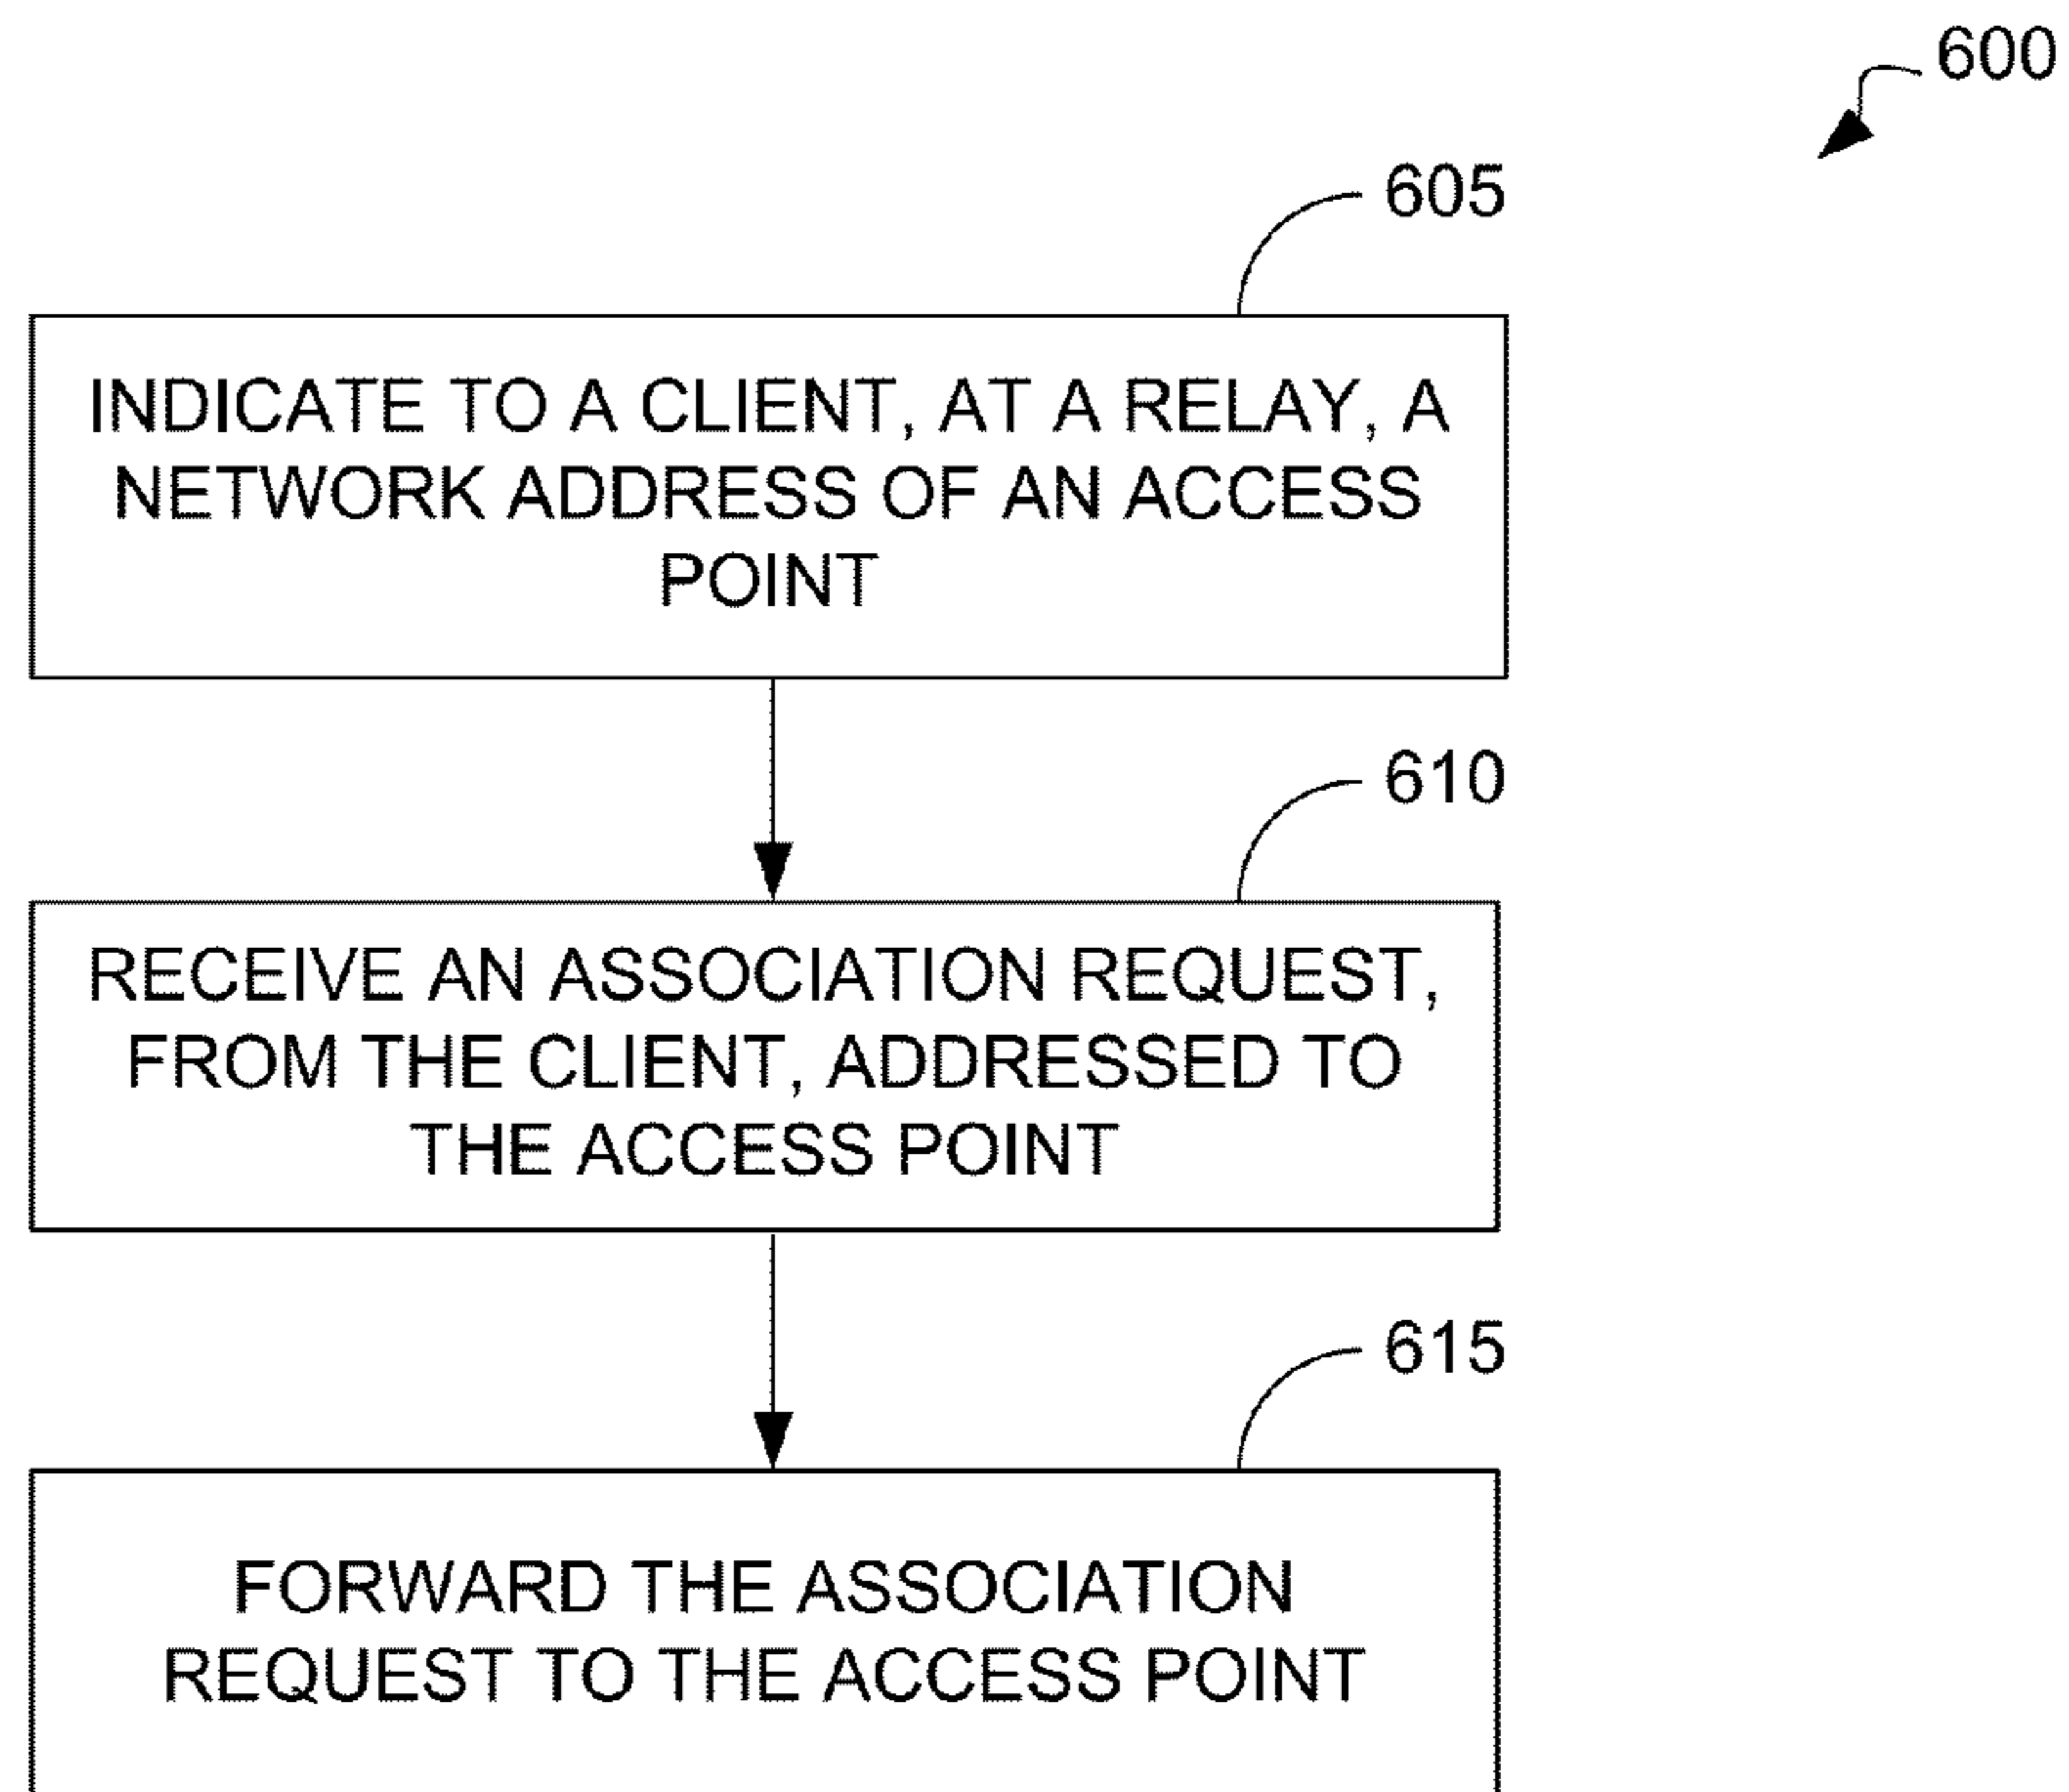 600
605
INDICATE TO A CLIENT, AT A RELAY, A
NETWORK ADDRESS OF AN ACCESS
POINT
610
RECEIVE AN ASSOCIATION REQUEST,
FROM THE CLIENT, ADDRESSED TO
THE ACCESS POINT
615
FORWARD THE ASSOCIATION
REQUEST TO THE ACCESS POINT